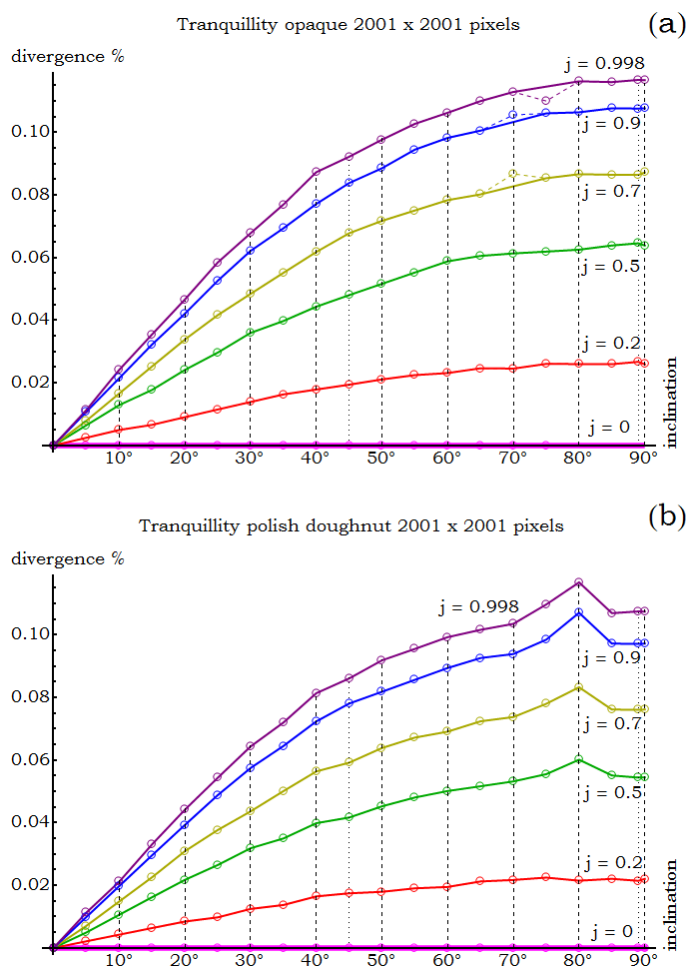 Tranquillity opaque 2001 x 2001 pixels
(a)
divergence %
j = 0.998
0.10
j = 0.9
0.08
j = 0.7
0.06
j = 0.5
0.04
j = 0.2
0.02
j = 0
inclination
10° 20° 30° 40° 50° 60° 70° 80° 90°
(b)
Tranquillity polish doughnut 2001 x 2001 pixels
divergence %
j = 0.998
0.10
j = 0.9
0.08
j = 0.7
0.06
j = 0.5
0.04
j = 0.2
0.02
j = 0
inclination
10° 20° 30° 40° 50° 60° 70° 80° 90°